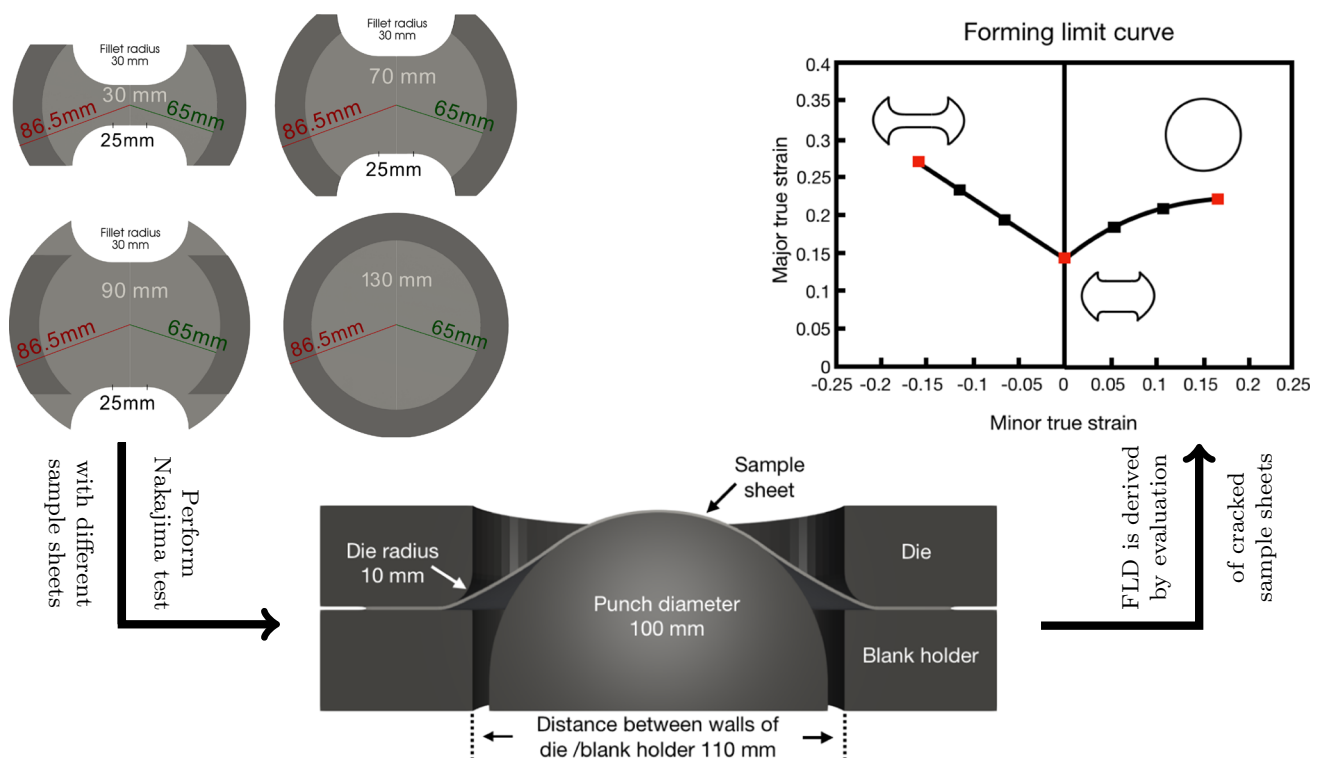 Fillet radius
30 mm
30 mm
86.5mm
65mm
25mm
Fillet radius
30 mm
70 mm
86.5mm
65mm
25mm
Fillet radius
30 mm
90 mm
86.5mm
65mm
25mm
130 mm
86.5mm
65mm
Forming limit curve
Major true strain
0.4
0.35
0.3
0.25
0.2
0.15
0.1
0.05
0
-0.25 -0.2 -0.15 -0.1 -0.05 0 0.05 0.1 0.15 0.2 0.25
Minor true strain
Perform
Nakajima test
with different
sample sheets
Sample
sheet
Die radius
10 mm
Die
Punch diameter
100 mm
Blank holder
Distance between walls of
die /blank holder 110 mm
FLD is derived
by evaluation
of cracked
sample sheets